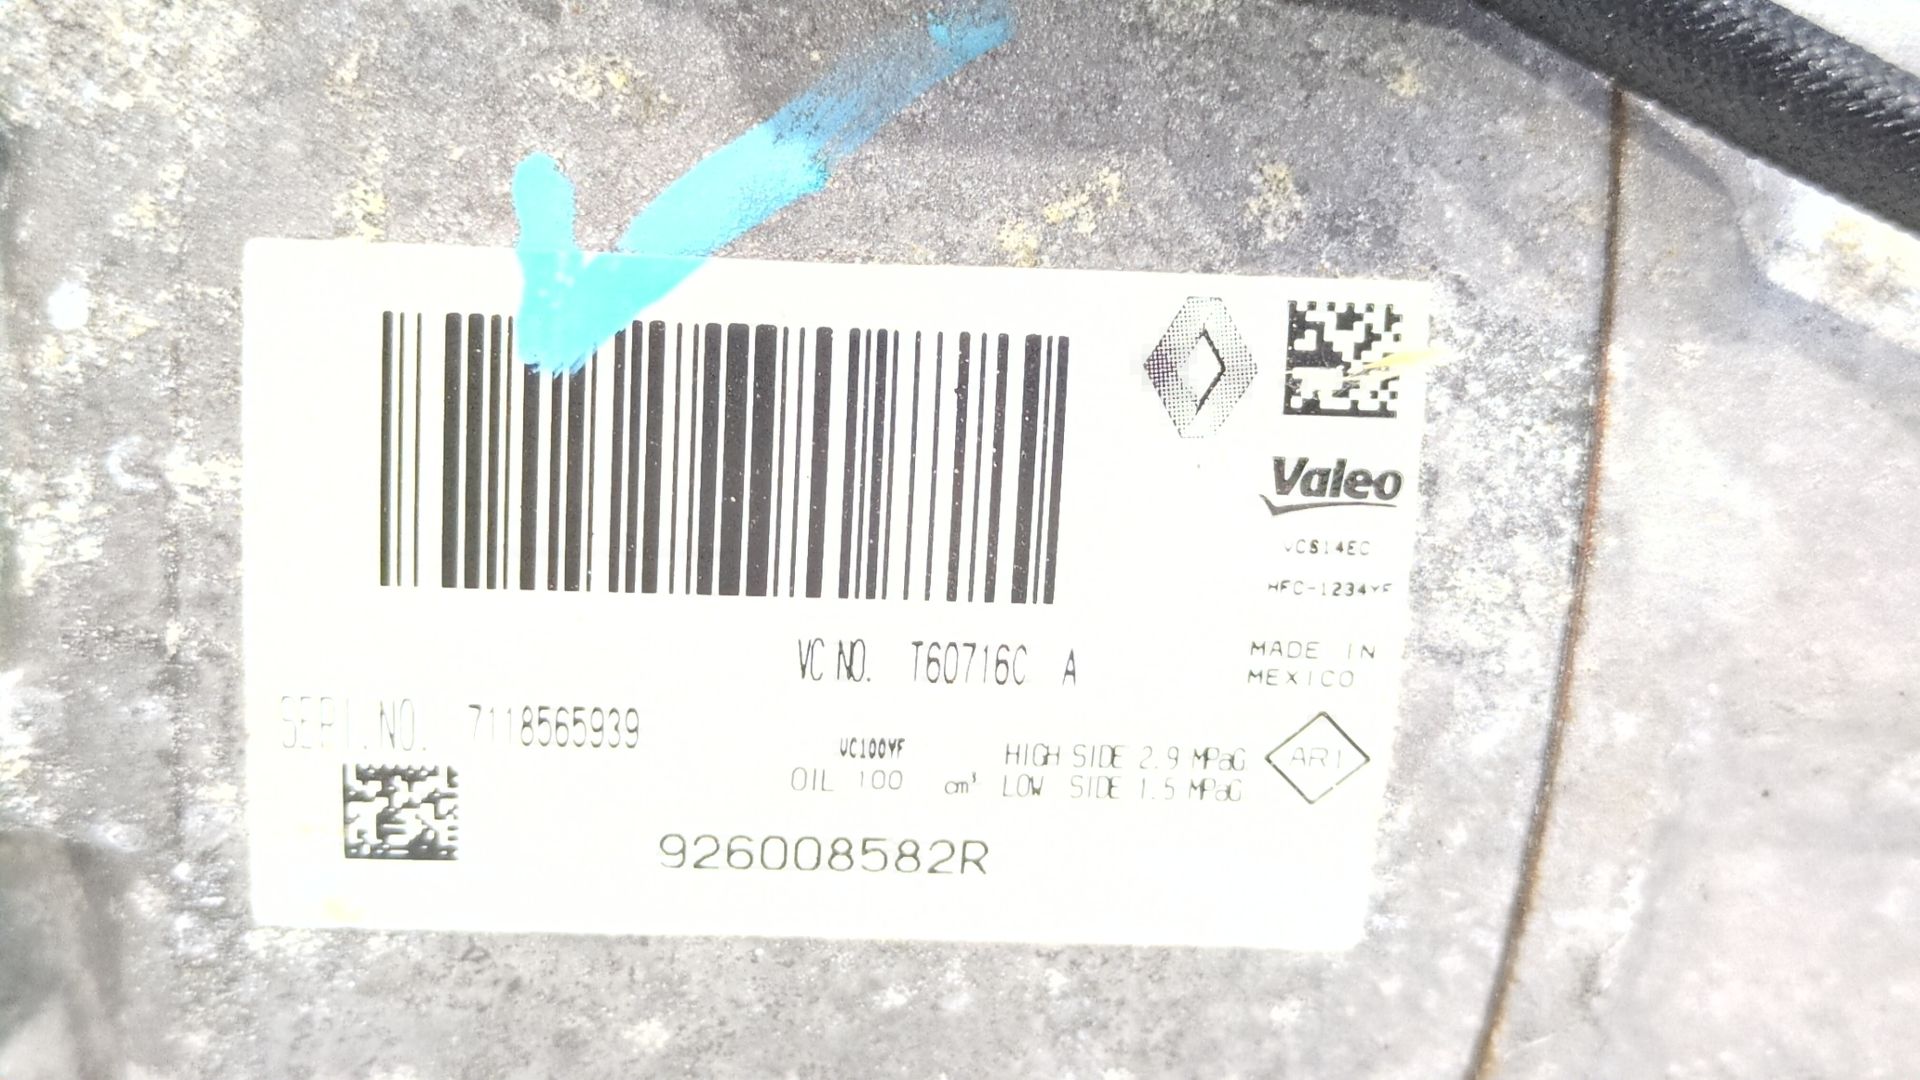 Valeo
VCS14EC
HFC-1234YF
VC NO. T60716C A
MADE IN
MEXICO
SERI.NO. 7118565939
VC100YF
OIL 100 cm³
HIGH SIDE 2.9 MPaG
LOW SIDE 1.5 MPaG
AR1
926008582R